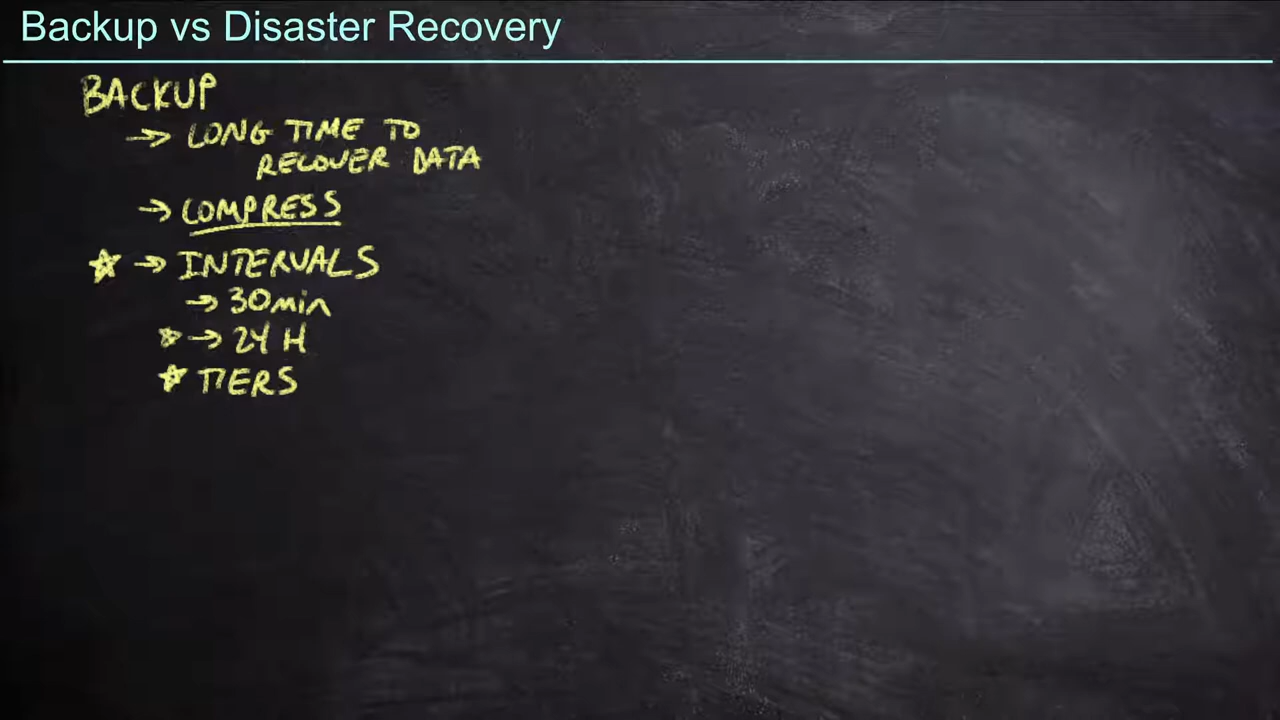 Backup vs Disaster Recovery
BACKUP
→ LONG TIME TO
RECOVER DATA
→ COMPRESS
☆ → INTERVALS
→ 30min
☆ → 24 H
☆ TIERS